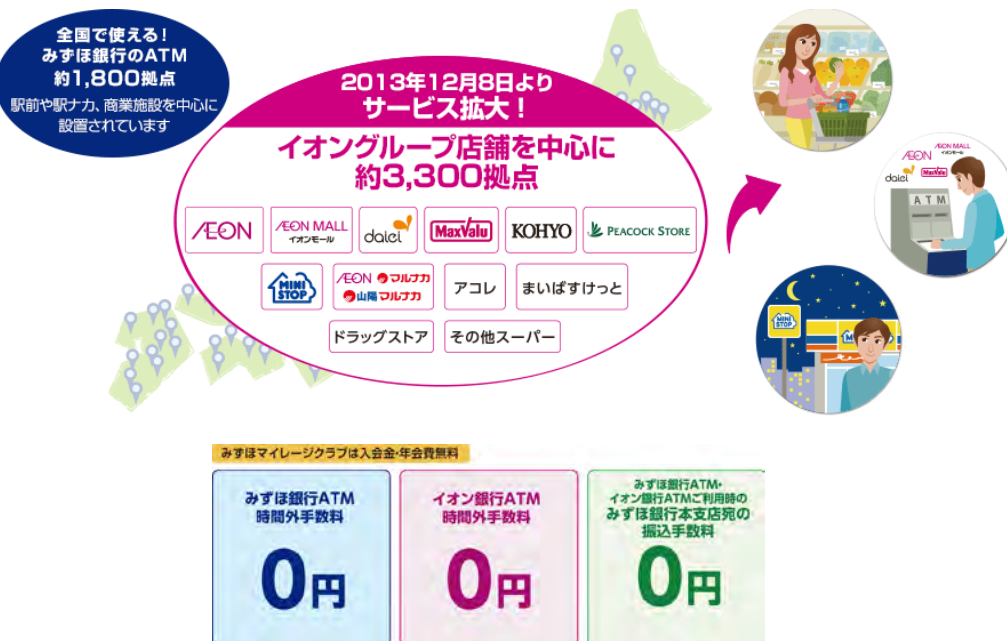 全国で使える！
みずほ銀行のATM
約1,800拠点
駅前や駅ナカ、商業施設を中心に
設置されています
2013年12月8日より
サービス拡大！
イオングループ店舗を中心に
約3,300拠点
ÆON
ÆON MALL
イオンモール
daiei
MaxValu
KOHYO
PEACOCK STORE
MINI
STOP
ÆON マルナカ
山陽マルナカ
アコレ
まいばすけっと
ドラッグストア
その他スーパー
ÆON
ÆON MALL
イオンモール
daiei
MaxValu
ATM
MINI
STOP
みずほマイレージクラブは入会金・年会費無料
みずほ銀行ATM
時間外手数料
0円
イオン銀行ATM
時間外手数料
0円
みずほ銀行ATM・
イオン銀行ATMご利用時の
みずほ銀行本支店宛の
振込手数料
0円